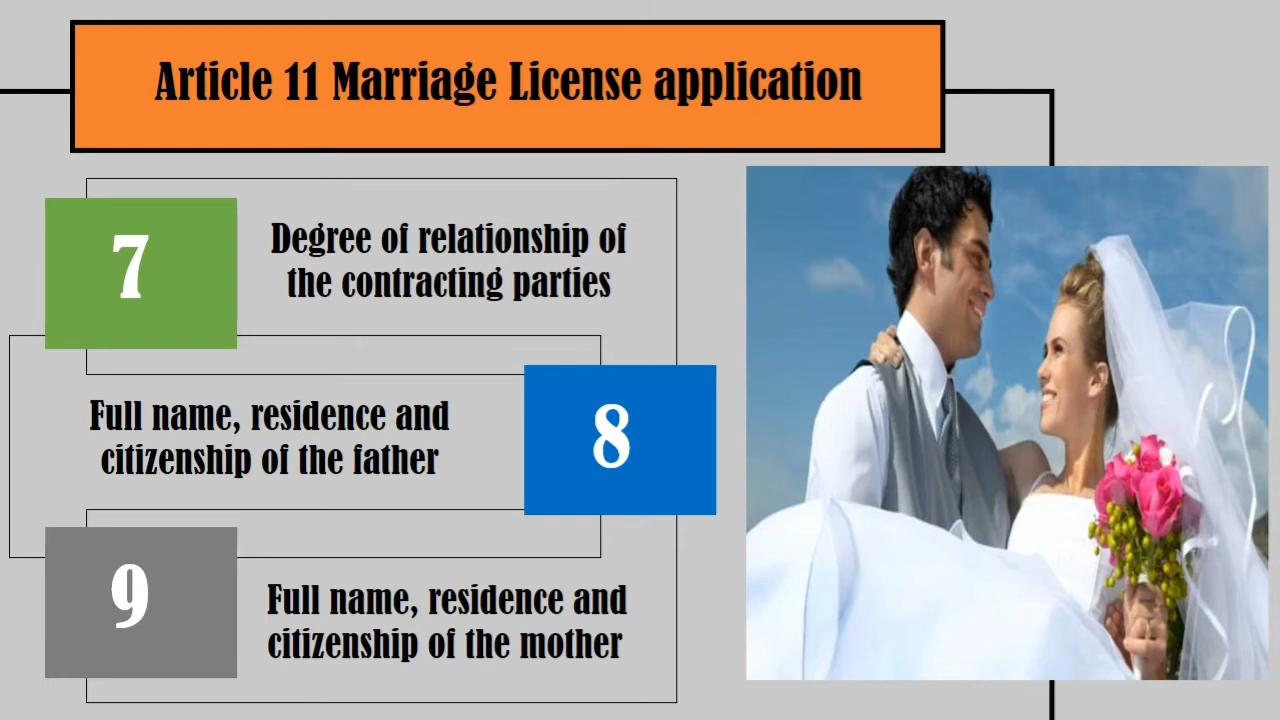 Article 11 Marriage License application
7
Degree of relationship of
the contracting parties
Full name, residence and
citizenship of the father
8
9
Full name, residence and
citizenship of the mother